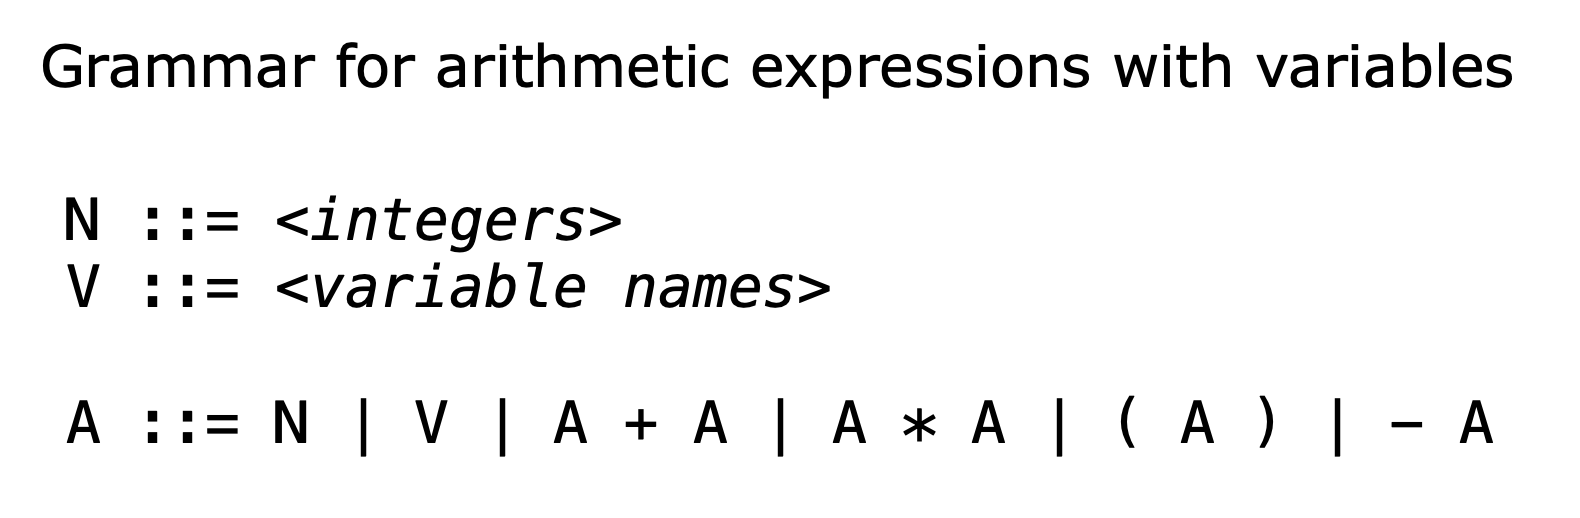 Grammar for arithmetic expressions with variables
N ::= <integers>
V ::= <variable names>
A ::= N | V | A + A | A * A | ( A ) | - A